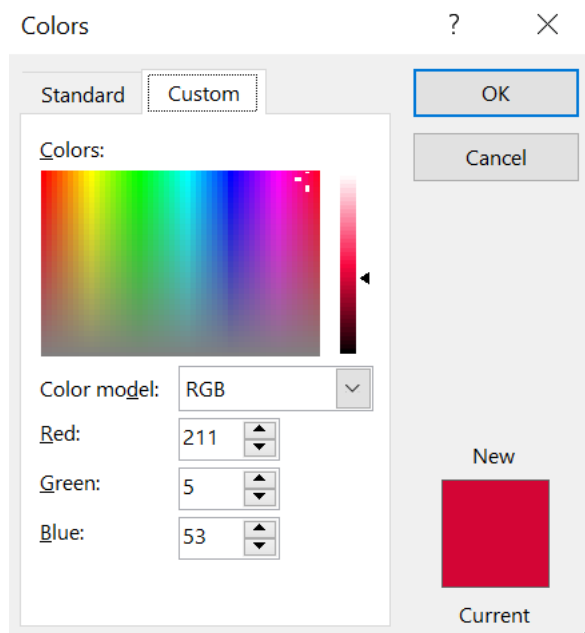 Colors ?
Standard Custom
OK
Cancel
Colors:
Color model: RGB
Red: 211
Green: 5
Blue: 53
New
Current